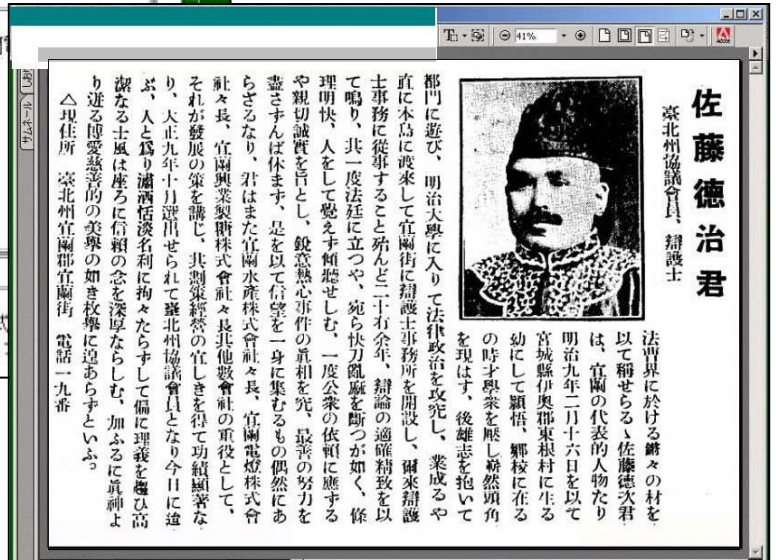 41%
佐藤德治君
臺北州協議會員、辯護士
法曹界に於ける錚々の材を
以て稱せらるゝ佐藤德次君
は、宜蘭の代表的人物たり
明治九年二月十六日を以て
宮城縣伊奧郡東根村に生る
幼にして穎悟、鄕校に在る
の時才學衆を壓し嶄然頭角
を現はす、後雄志を抱いて
都門に遊び、明治大學に入りて法律政治を攻究し、業成るや
直に本島に渡來して宜蘭街に辯護士事務所を開設し、爾來辯護
士事務に從事すること殆んど二十有余年、辯論の適確精致を以
て鳴り、共一度法廷に立つや、宛ら快刀亂麻を斷つが如く、條
理明快、人をして覺えず傾聽せしむ、一度公衆の依賴に應ずる
や親切誠實を旨とし、銳意熱心事件の眞相を究、最善の努力を
盡さずんば休まず、是を以て信望を一身に集むるもの偶然にあ
らざるなり、君はまた宜蘭水產株式會社々長、宜蘭電燈株式會
社々長、宜蘭興業製糖株式會社々長其他數會社の重役として、
それが發展の策を講じ、共劃策經營の宜しきを得て功績顯著な
り、大正九年十月選出せられて臺北州協議會員となり今日に迨
ぶ、人と爲り瀟洒恬淡名利に拘々たらずして偏に理義を趨ひ高
潔なる士風は座ろに信賴の念を深厚ならしむ、加ふるに眞神よ
り迸る博愛慈善的の美擧の如き枚擧に遑あらずといふ。
△現住所　臺北州宜蘭郡宜蘭街　電話一九番